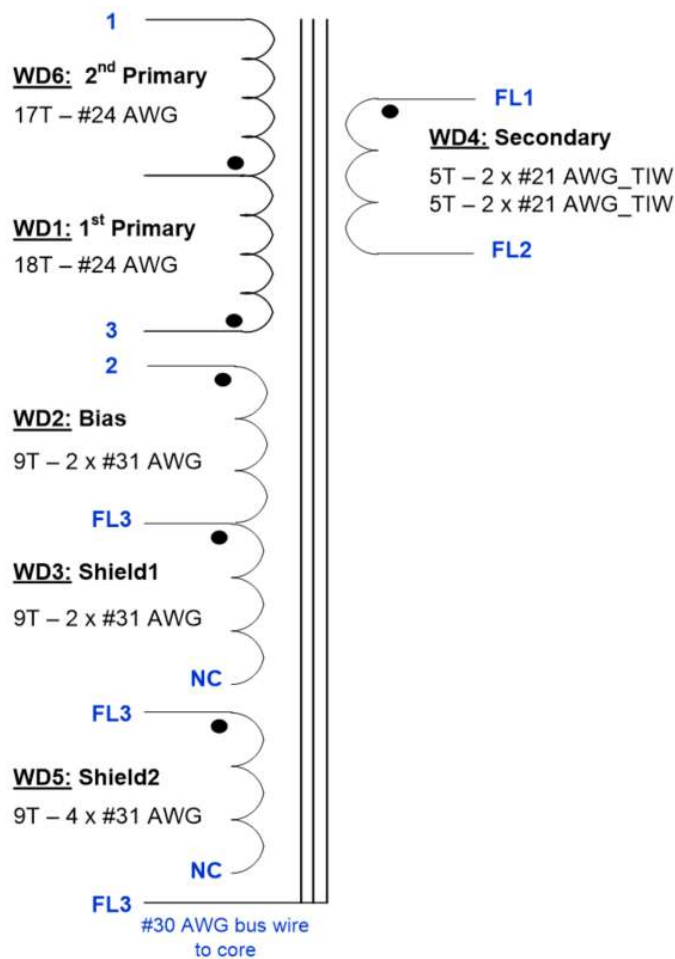 1
WD6: 2nd Primary
17T – #24 AWG
WD1: 1st Primary
18T – #24 AWG
3
2
WD2: Bias
9T – 2 x #31 AWG
FL3
WD3: Shield1
9T – 2 x #31 AWG
NC
FL3
WD5: Shield2
9T – 4 x #31 AWG
NC
FL3
#30 AWG bus wire
to core
FL1
WD4: Secondary
5T – 2 x #21 AWG_TIW
5T – 2 x #21 AWG_TIW
FL2